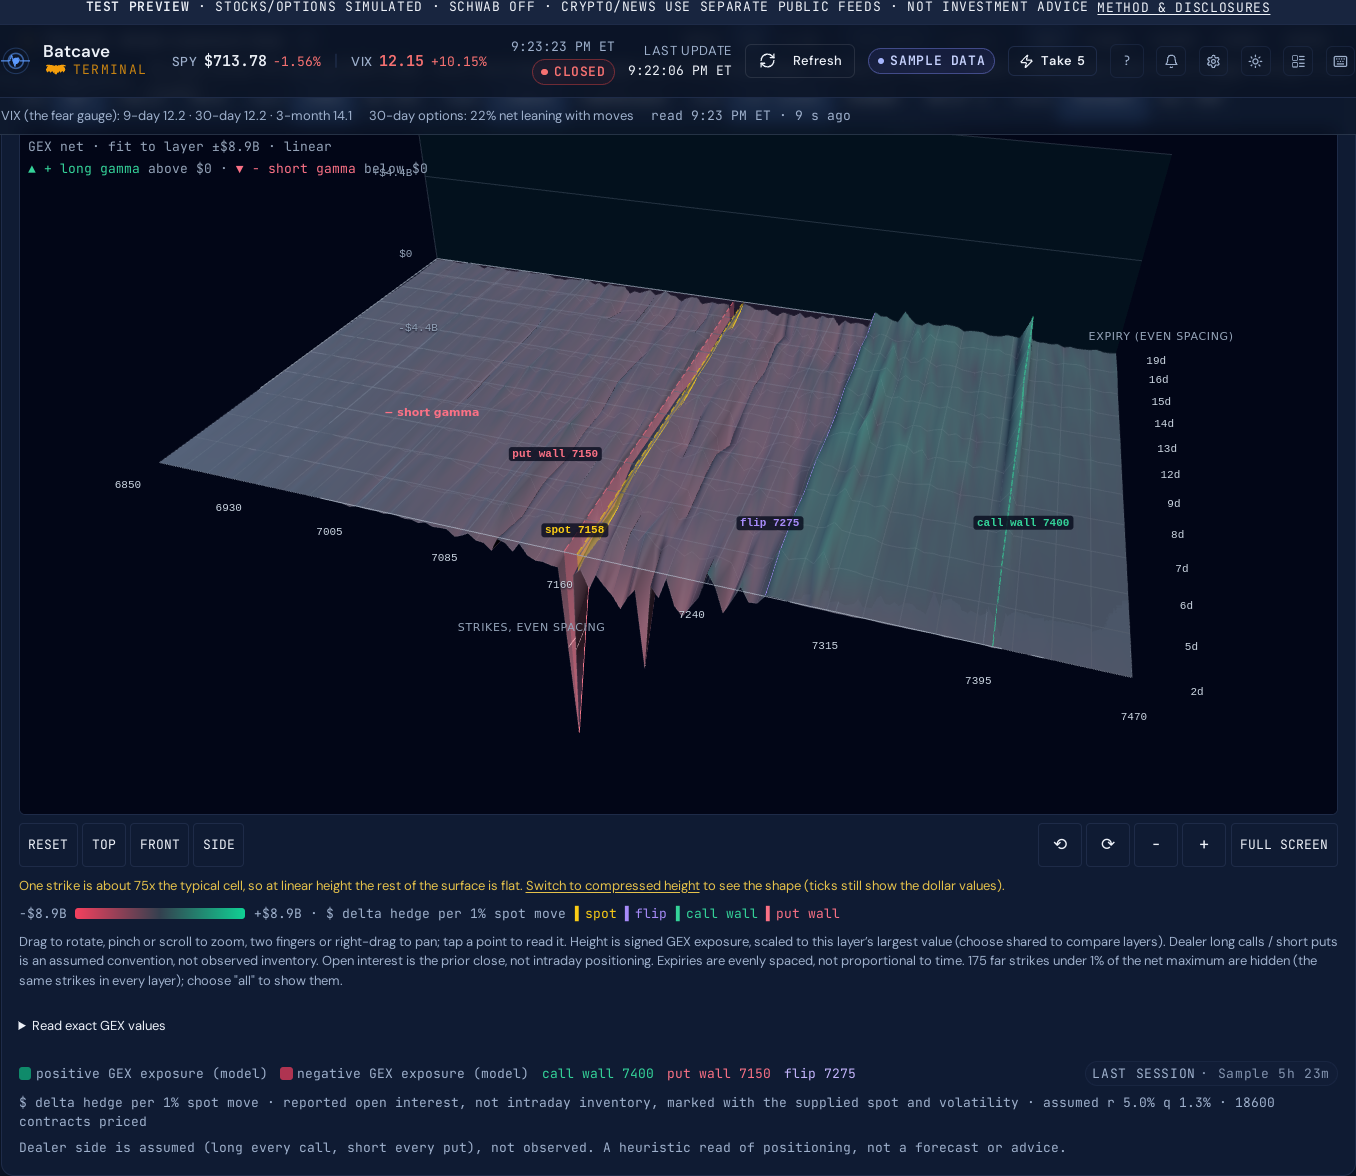 TEST PREVIEW · STOCKS/OPTIONS SIMULATED · SCHWAB OFF · CRYPTO/NEWS USE SEPARATE PUBLIC FEEDS · NOT INVESTMENT ADVICE METHOD & DISCLOSURES
Batcave
TERMINAL
SPY $713.78 -1.56%
VIX 12.15 +10.15%
9:23:23 PM ET
CLOSED
LAST UPDATE
9:22:06 PM ET
Refresh
SAMPLE DATA
Take 5
?
VIX (the fear gauge): 9-day 12.2 · 30-day 12.2 · 3-month 14.1 30-day options: 22% net leaning with moves read 9:23 PM ET · 9 s ago
GEX net · fit to layer ±$8.9B · linear
▲ + long gamma above $0 · ▼ - short gamma below $0
+$4.4B
$0
-$4.4B
EXPIRY (EVEN SPACING)
19d
16d
15d
14d
13d
12d
9d
8d
7d
6d
5d
2d
− short gamma
put wall 7150
spot 7158
flip 7275
call wall 7400
6850
6930
7005
7085
7160
7240
7315
7395
7470
STRIKES, EVEN SPACING
RESET
TOP
FRONT
SIDE
⟲
⟳
-
+
FULL SCREEN
One strike is about 75x the typical cell, so at linear height the rest of the surface is flat. Switch to compressed height to see the shape (ticks still show the dollar values).
-$8.9B +$8.9B · $ delta hedge per 1% spot move spot flip call wall put wall
Drag to rotate, pinch or scroll to zoom, two fingers or right-drag to pan; tap a point to read it. Height is signed GEX exposure, scaled to this layer's largest value (choose shared to compare layers). Dealer long calls / short puts
is an assumed convention, not observed inventory. Open interest is the prior close, not intraday positioning. Expiries are evenly spaced, not proportional to time. 175 far strikes under 1% of the net maximum are hidden (the
same strikes in every layer); choose "all" to show them.
▶ Read exact GEX values
positive GEX exposure (model) negative GEX exposure (model) call wall 7400 put wall 7150 flip 7275
LAST SESSION · Sample 5h 23m
$ delta hedge per 1% spot move · reported open interest, not intraday inventory, marked with the supplied spot and volatility · assumed r 5.0% q 1.3% · 18600
contracts priced
Dealer side is assumed (long every call, short every put), not observed. A heuristic read of positioning, not a forecast or advice.